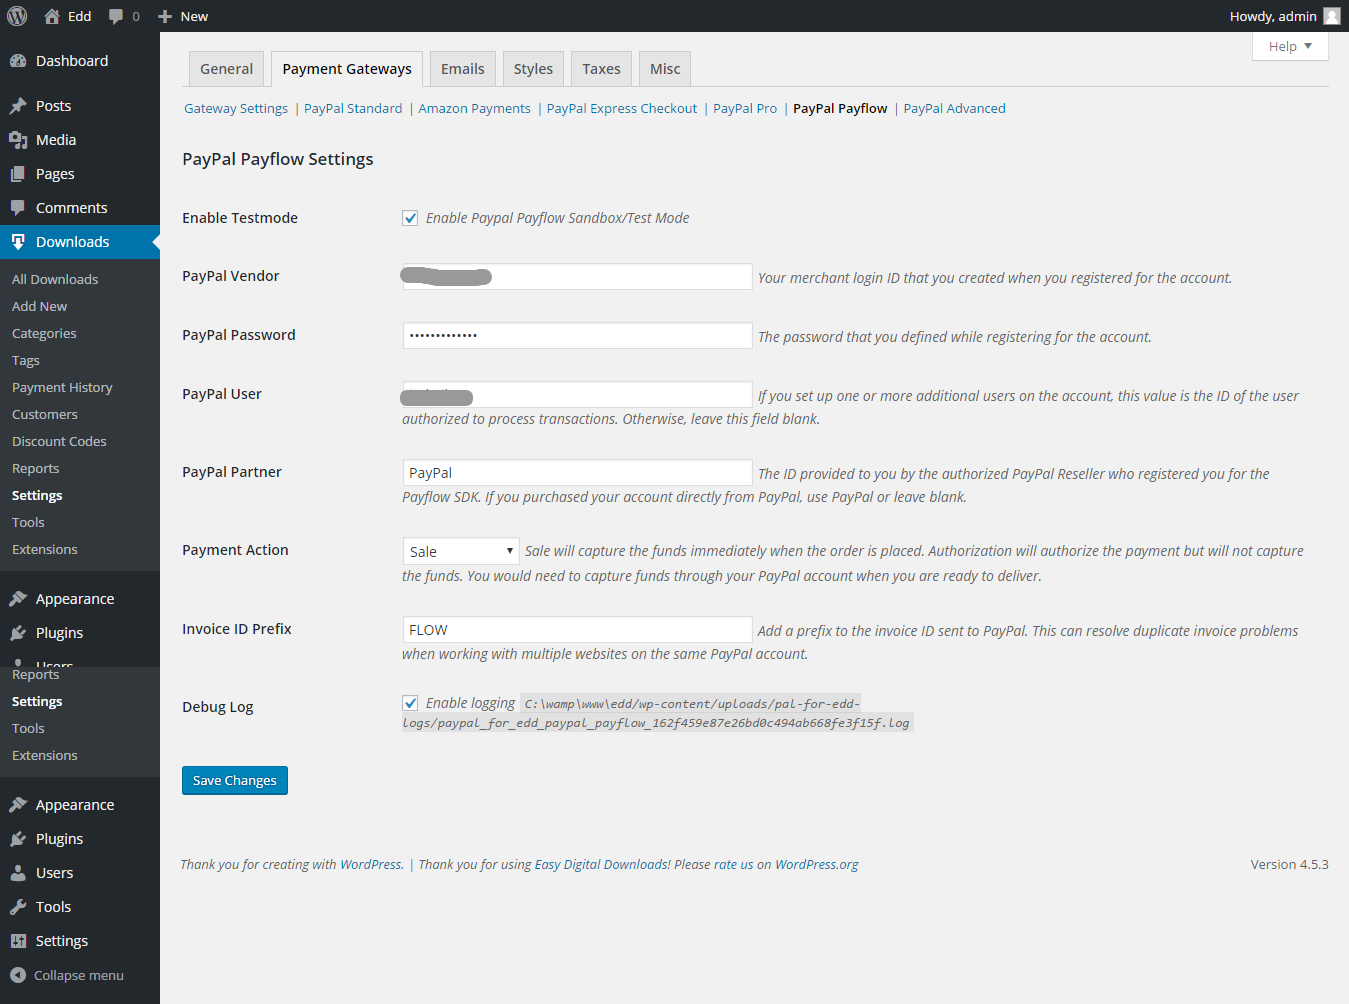 Edd 0 New Howdy, admin
Help
Dashboard
Posts
Media
Pages
Comments
Downloads
All Downloads
Add New
Categories
Tags
Payment History
Customers
Discount Codes
Reports
Settings
Tools
Extensions
Appearance
Plugins
Users
Reports
Settings
Tools
Extensions
Appearance
Plugins
Users
Tools
Settings
Collapse menu
General Payment Gateways Emails Styles Taxes Misc
Gateway Settings | PayPal Standard | Amazon Payments | PayPal Express Checkout | PayPal Pro | PayPal Payflow | PayPal Advanced
PayPal Payflow Settings
Enable Testmode Enable Paypal Payflow Sandbox/Test Mode
PayPal Vendor Your merchant login ID that you created when you registered for the account.
PayPal Password ••••••••••••• The password that you defined while registering for the account.
PayPal User If you set up one or more additional users on the account, this value is the ID of the user
authorized to process transactions. Otherwise, leave this field blank.
PayPal Partner PayPal The ID provided to you by the authorized PayPal Reseller who registered you for the
Payflow SDK. If you purchased your account directly from PayPal, use PayPal or leave blank.
Payment Action Sale Sale will capture the funds immediately when the order is placed. Authorization will authorize the payment but will not capture
the funds. You would need to capture funds through your PayPal account when you are ready to deliver.
Invoice ID Prefix FLOW Add a prefix to the invoice ID sent to PayPal. This can resolve duplicate invoice problems
when working with multiple websites on the same PayPal account.
Debug Log Enable logging C:\wamp\www\edd/wp-content/uploads/pal-for-edd-
logs/paypal_for_edd_paypal_payflow_162f459e87e26bd0c494ab668fe3f15f.log
Save Changes
Thank you for creating with WordPress. | Thank you for using Easy Digital Downloads! Please rate us on WordPress.org Version 4.5.3